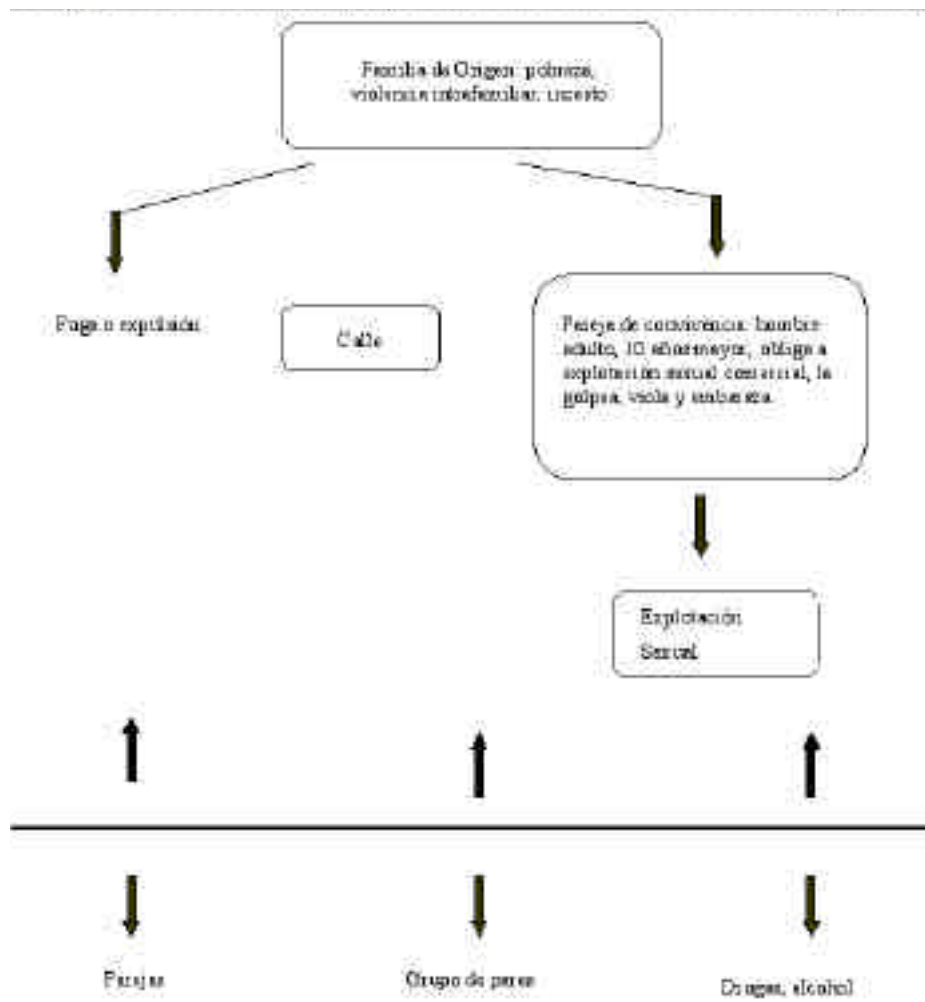 Familia de Origen: pobreza,
violencia intrafamiliar, incesto
Fuga o expulsión
Calle
Pareja de convivencia: hombre
adulto, 10 años mayor, obliga a
explotación sexual comercial, la
golpea, viola y embaraza.
Explotación
Sexual
Parejas
Grupo de pares
Drogas, alcohol